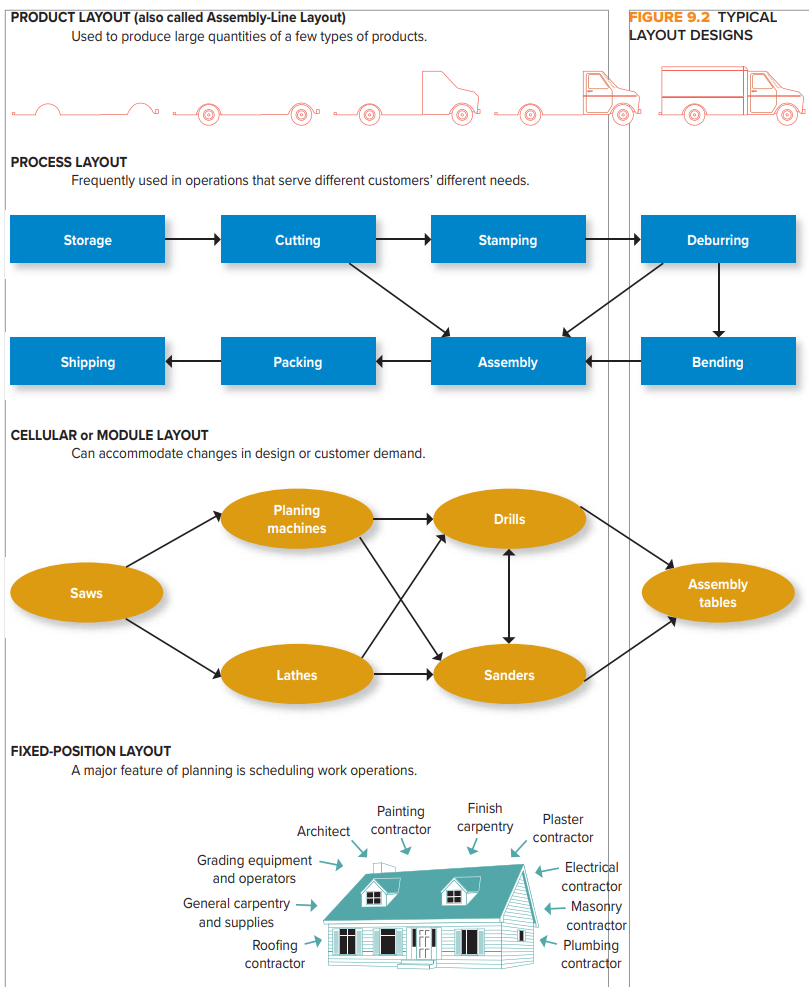 PRODUCT LAYOUT (also called Assembly-Line Layout)
Used to produce large quantities of a few types of products.
FIGURE 9.2 TYPICAL
LAYOUT DESIGNS
PROCESS LAYOUT
Frequently used in operations that serve different customers’ different needs.
Storage
Cutting
Stamping
Deburring
Shipping
Packing
Assembly
Bending
CELLULAR or MODULE LAYOUT
Can accommodate changes in design or customer demand.
Planing
machines
Drills
Saws
Assembly
tables
Lathes
Sanders
FIXED-POSITION LAYOUT
A major feature of planning is scheduling work operations.
Architect
Painting
contractor
Finish
carpentry
Plaster
contractor
Grading equipment
and operators
Electrical
contractor
General carpentry
and supplies
Masonry
contractor
Roofing
contractor
Plumbing
contractor